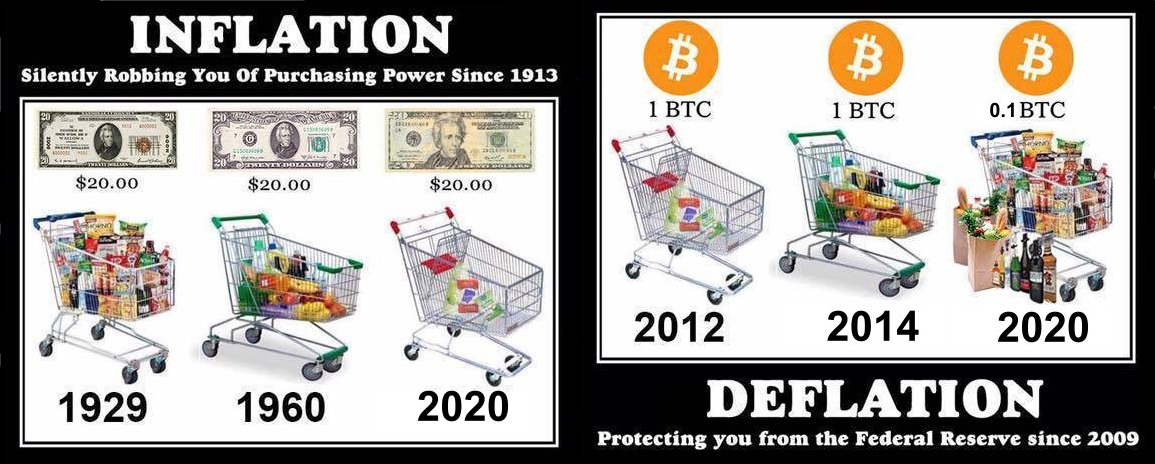 INFLATION
Silently Robbing You Of Purchasing Power Since 1913
$20.00
$20.00
$20.00
1929
1960
2020
1 BTC
1 BTC
0.1 BTC
2012
2014
2020
DEFLATION
Protecting you from the Federal Reserve since 2009